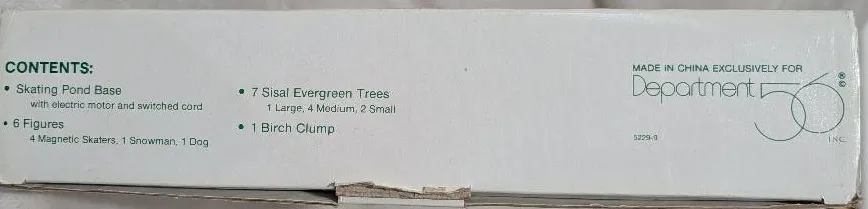 CONTENTS:
• Skating Pond Base
with electric motor and switched cord
• 6 Figures
4 Magnetic Skaters, 1 Snowman, 1 Dog
• 7 Sisal Evergreen Trees
1 Large, 4 Medium, 2 Small
• 1 Birch Clump
MADE IN CHINA EXCLUSIVELY FOR
Department 56 ®©
INC.
5229-9